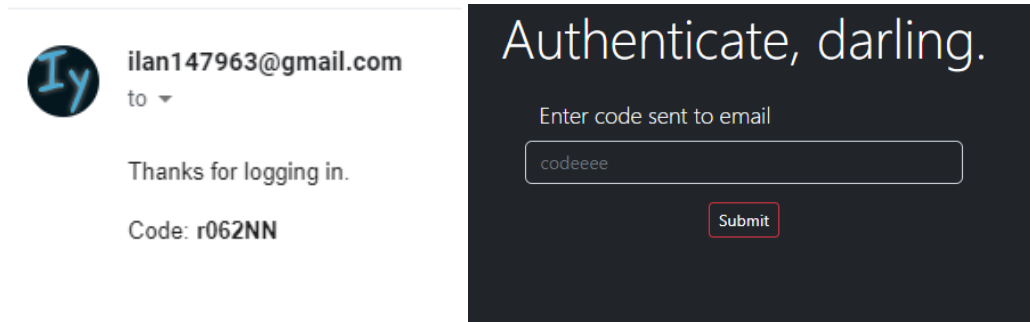 Iy
ilan147963@gmail.com
to
Thanks for logging in.
Code: r062NN
Authenticate, darling.
Enter code sent to email
codeeee
Submit